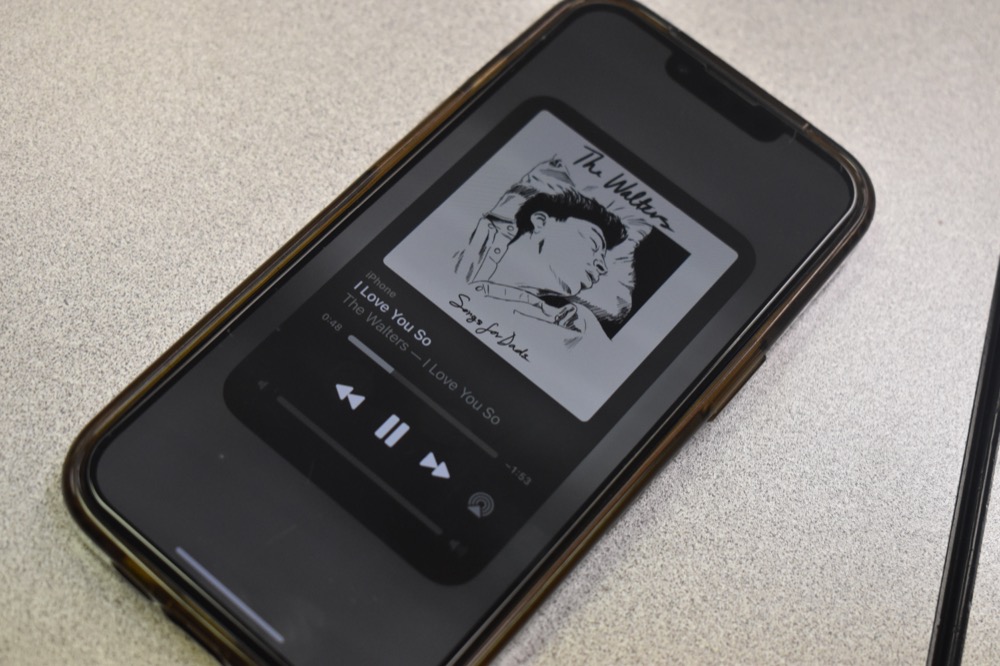 The Walters
Songs for Dads
iPhone
I Love You So
The Walters — I Love You So
0:48
-1:53